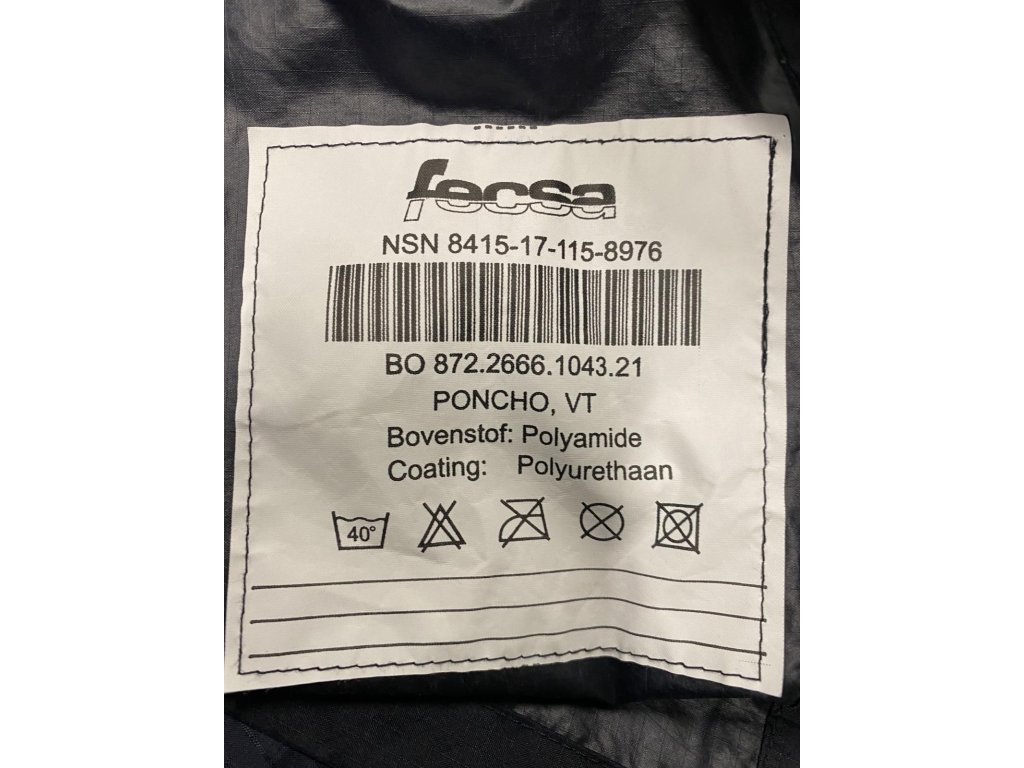 fecsa
NSN 8415-17-115-8976
BO 872.2666.1043.21
PONCHO, VT
Bovenstof: Polyamide
Coating: Polyurethaan
40°